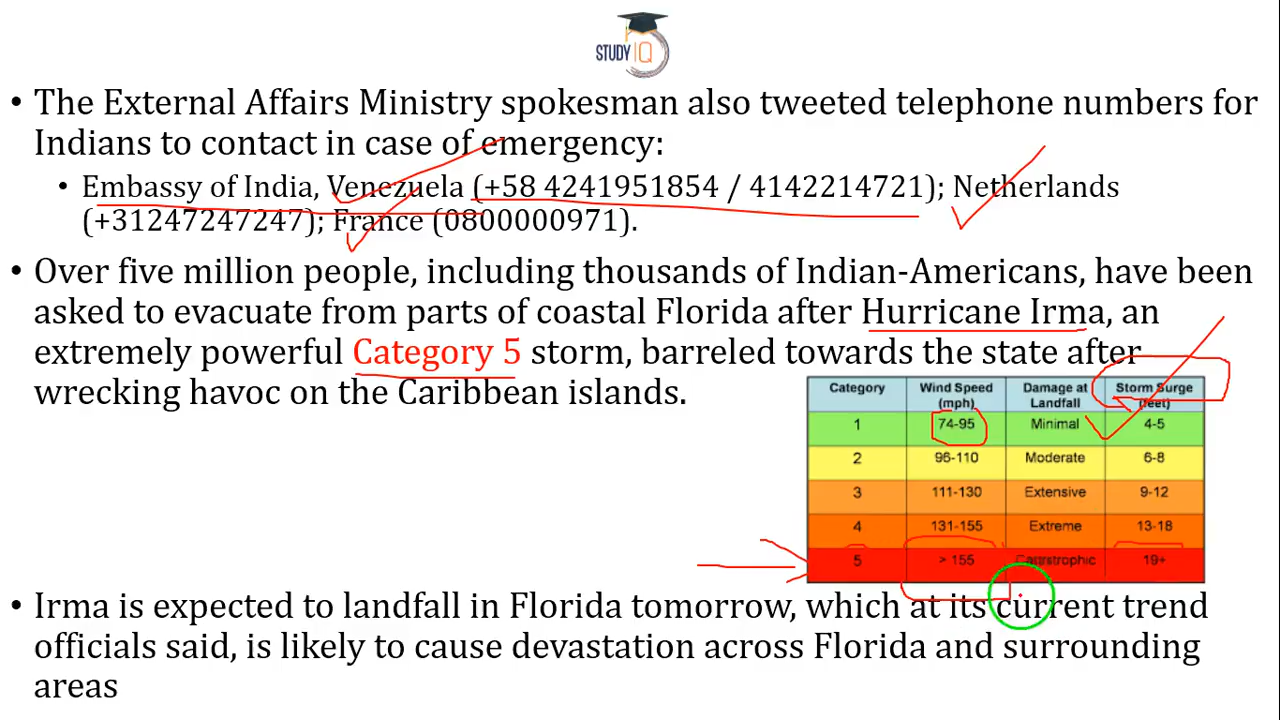 STUDY IQ
• The External Affairs Ministry spokesman also tweeted telephone numbers for
Indians to contact in case of emergency:
• Embassy of India, Venezuela (+58 4241951854 / 4142214721); Netherlands
(+31247247247); France (0800000971).
• Over five million people, including thousands of Indian-Americans, have been
asked to evacuate from parts of coastal Florida after Hurricane Irma, an
extremely powerful Category 5 storm, barreled towards the state after
wrecking havoc on the Caribbean islands.
Category Wind Speed (mph) Damage at Landfall Storm Surge (feet)
1 74-95 Minimal 4-5
2 96-110 Moderate 6-8
3 111-130 Extensive 9-12
4 131-155 Extreme 13-18
5 > 155 Catastrophic 19+
• Irma is expected to landfall in Florida tomorrow, which at its current trend
officials said, is likely to cause devastation across Florida and surrounding
areas